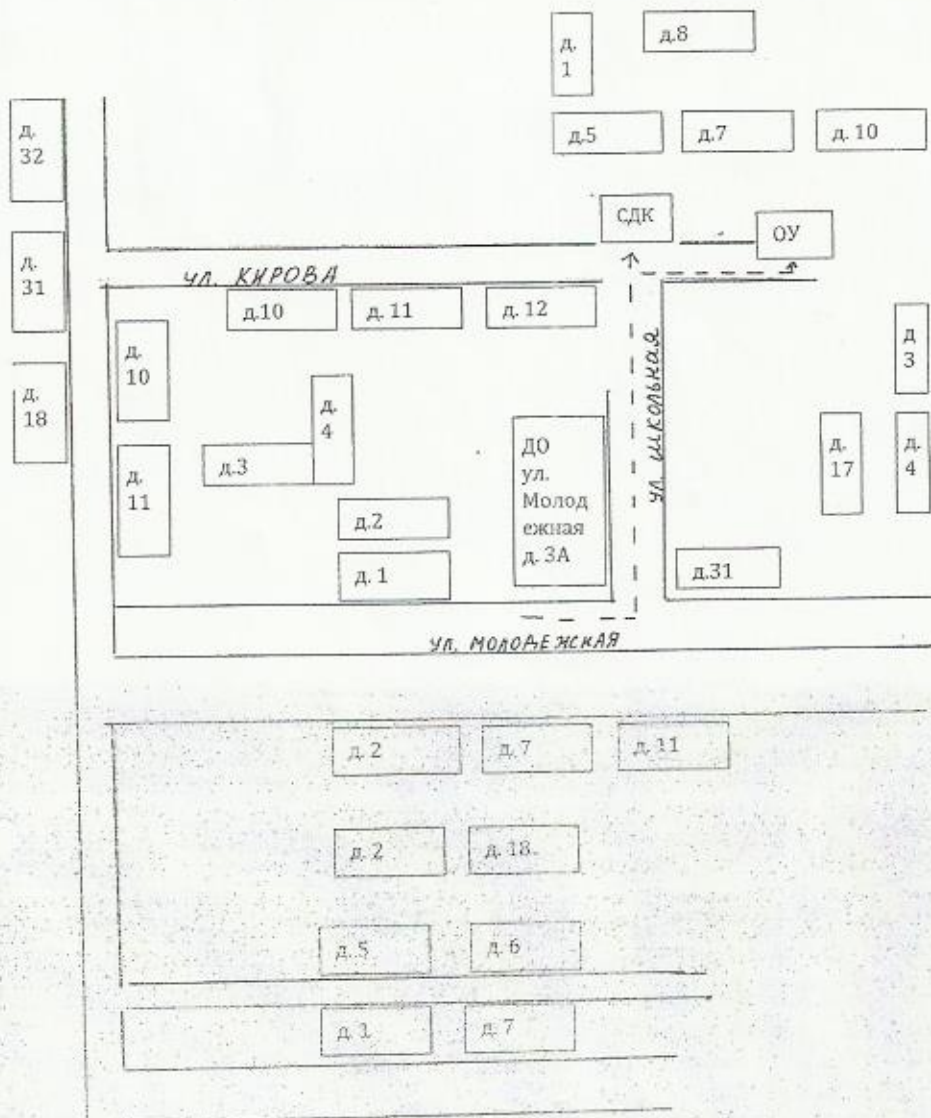 д.
1
д.8
д.
32
д.5
д.7
д. 10
СДК
ОУ
д.
31
ул. КИРОВА
д.10
д. 11
д. 12
д.
10
д
3
д.
18
д.
4
ДО
ул.
Молод
ежная
д. 3А
ул. ШКОЛЬНАЯ
д.
17
д.
4
д.3
д.
11
д.2
д. 1
д.31
ул. МОЛОДЕЖНАЯ
д. 2
д. 7
д. 11
д. 2
д. 18
д. 5
д. 6
д. 1
д. 7